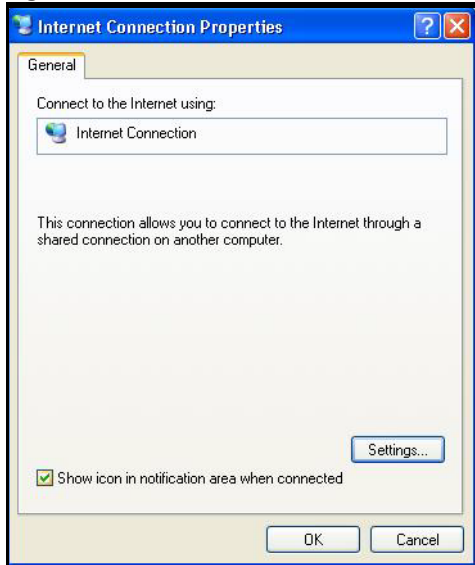 Internet Connection Properties
General
Connect to the Internet using:
Internet Connection
This connection allows you to connect to the Internet through a
shared connection on another computer.
Settings...
Show icon in notification area when connected
OK
Cancel